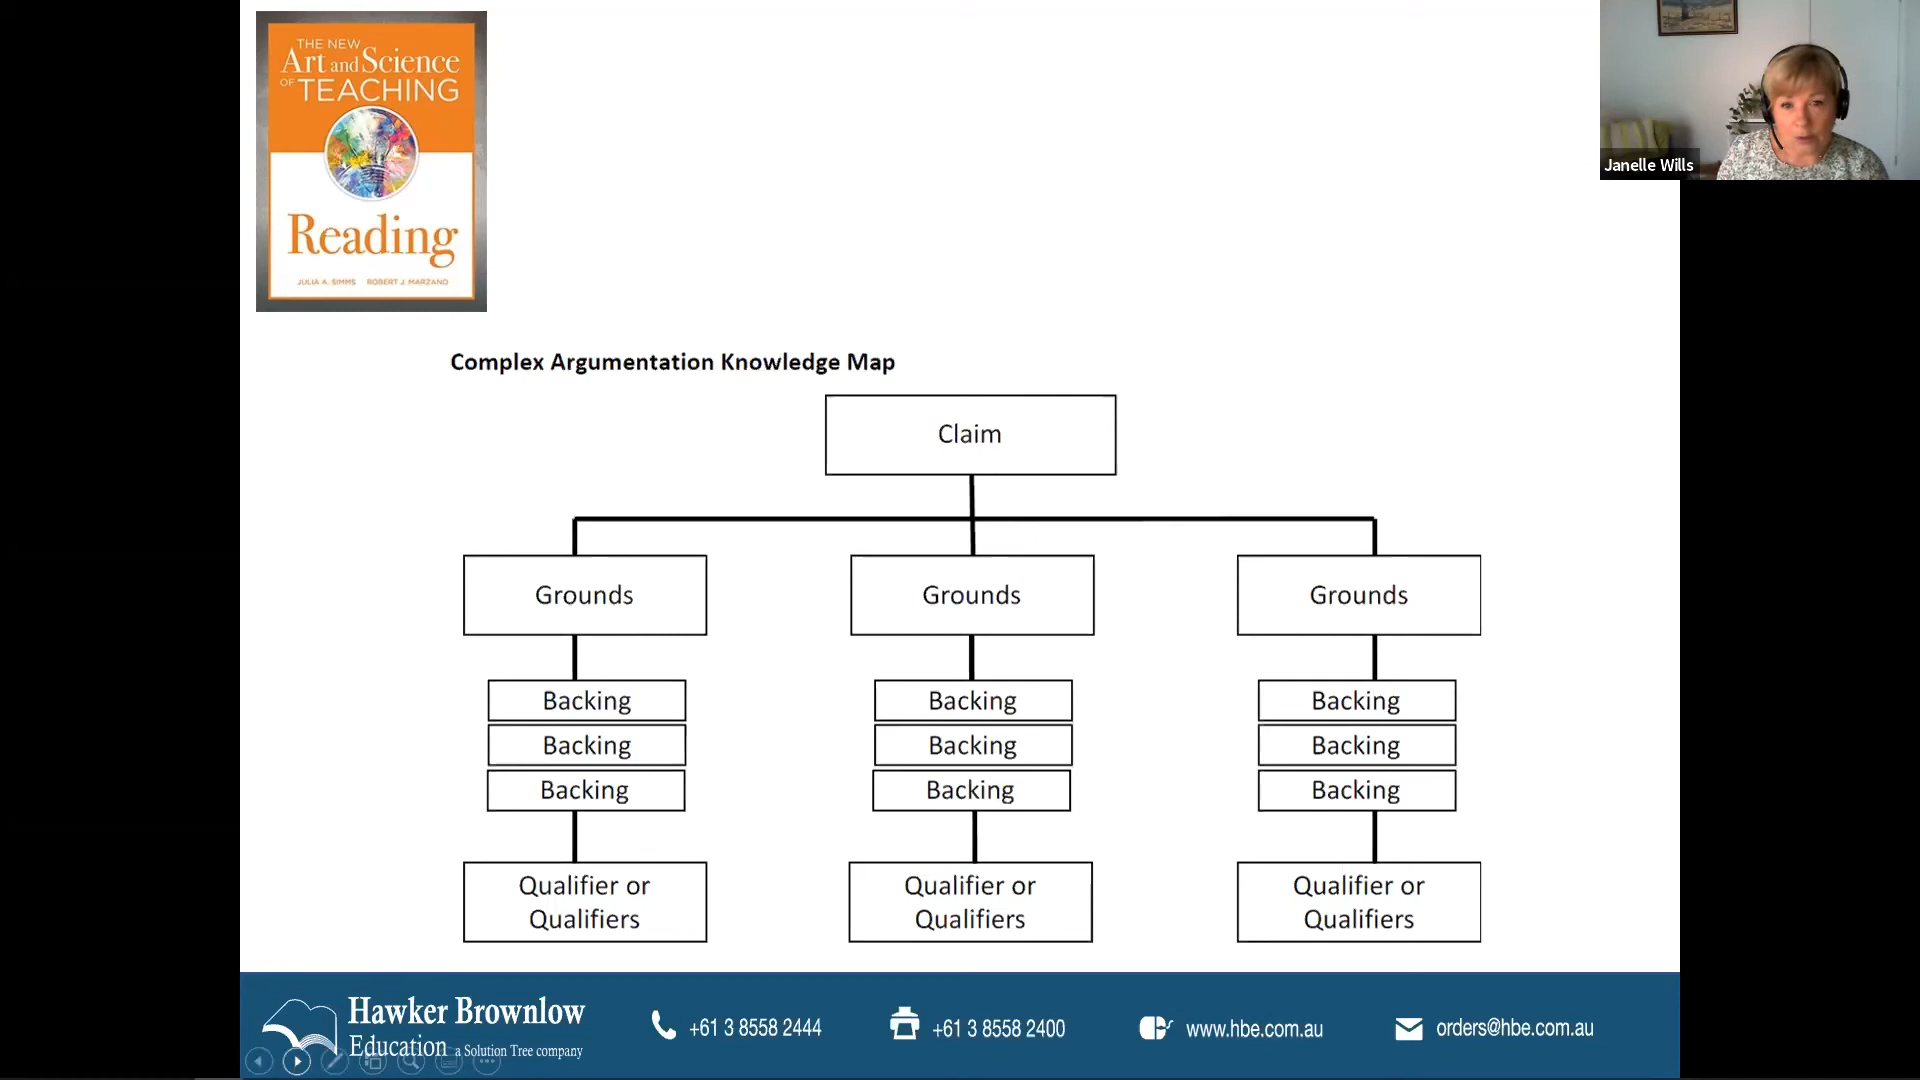 THE NEW
Art and Science
OF TEACHING
Reading
JULIA A. SIMMS ROBERT J. MARZANO
Janelle Wills
Complex Argumentation Knowledge Map
Claim
Grounds Grounds Grounds
Backing Backing Backing
Backing Backing Backing
Backing Backing Backing
Qualifier or Qualifier or Qualifier or
Qualifiers Qualifiers Qualifiers
Hawker Brownlow
Education a Solution Tree company
+61 3 8558 2444
+61 3 8558 2400
www.hbe.com.au
orders@hbe.com.au